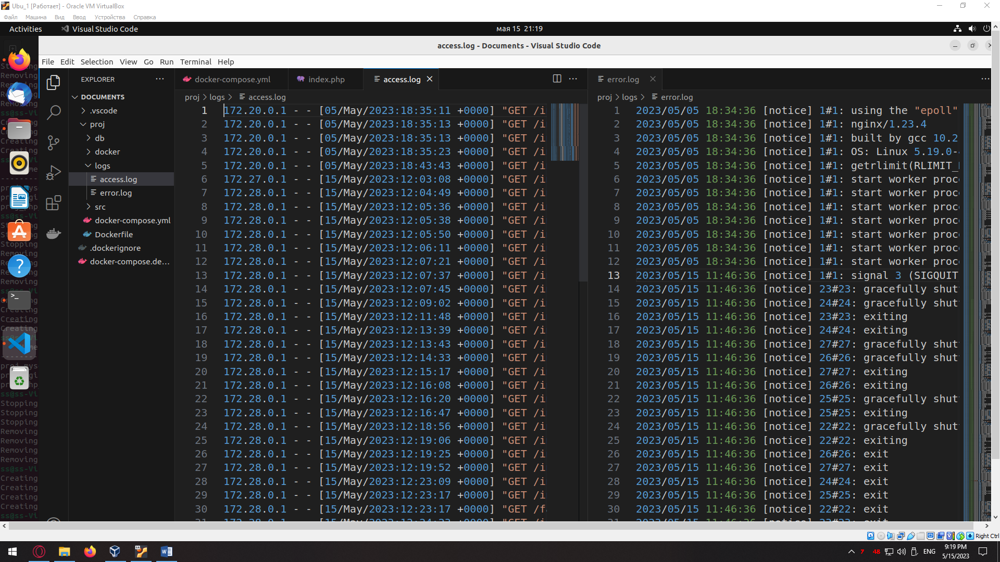 Ubu_1 [Работает] - Oracle VM VirtualBox
Файл Машина Вид Ввод Устройства Справка
Activities Visual Studio Code мая 15 21:19
access.log - Documents - Visual Studio Code
File Edit Selection View Go Run Terminal Help
EXPLORER
DOCUMENTS
.vscode
proj
db
docker
logs
access.log
error.log
src
docker-compose.yml
Dockerfile
.dockerignore
docker-compose.de...
docker-compose.yml index.php access.log
proj logs access.log
1 172.20.0.1 - - [05/May/2023:18:35:11 +0000] "GET /i
2 172.20.0.1 - - [05/May/2023:18:35:13 +0000] "GET /i
3 172.20.0.1 - - [05/May/2023:18:35:13 +0000] "GET /i
4 172.20.0.1 - - [05/May/2023:18:35:23 +0000] "GET /i
5 172.20.0.1 - - [05/May/2023:18:43:43 +0000] "GET /i
6 172.27.0.1 - - [15/May/2023:12:03:08 +0000] "GET /i
7 172.28.0.1 - - [15/May/2023:12:04:49 +0000] "GET /i
8 172.28.0.1 - - [15/May/2023:12:05:36 +0000] "GET /i
9 172.28.0.1 - - [15/May/2023:12:05:38 +0000] "GET /i
10 172.28.0.1 - - [15/May/2023:12:05:50 +0000] "GET /i
11 172.28.0.1 - - [15/May/2023:12:06:11 +0000] "GET /i
12 172.28.0.1 - - [15/May/2023:12:07:21 +0000] "GET /i
13 172.28.0.1 - - [15/May/2023:12:07:37 +0000] "GET /i
14 172.28.0.1 - - [15/May/2023:12:07:45 +0000] "GET /i
15 172.28.0.1 - - [15/May/2023:12:09:02 +0000] "GET /i
16 172.28.0.1 - - [15/May/2023:12:11:48 +0000] "GET /i
17 172.28.0.1 - - [15/May/2023:12:13:39 +0000] "GET /i
18 172.28.0.1 - - [15/May/2023:12:13:43 +0000] "GET /i
19 172.28.0.1 - - [15/May/2023:12:14:33 +0000] "GET /i
20 172.28.0.1 - - [15/May/2023:12:15:17 +0000] "GET /i
21 172.28.0.1 - - [15/May/2023:12:16:08 +0000] "GET /i
22 172.28.0.1 - - [15/May/2023:12:16:20 +0000] "GET /i
23 172.28.0.1 - - [15/May/2023:12:16:47 +0000] "GET /i
24 172.28.0.1 - - [15/May/2023:12:18:56 +0000] "GET /i
25 172.28.0.1 - - [15/May/2023:12:19:06 +0000] "GET /i
26 172.28.0.1 - - [15/May/2023:12:19:25 +0000] "GET /i
27 172.28.0.1 - - [15/May/2023:12:19:52 +0000] "GET /i
28 172.28.0.1 - - [15/May/2023:12:23:09 +0000] "GET /i
29 172.28.0.1 - - [15/May/2023:12:23:17 +0000] "GET /i
30 172.28.0.1 - - [15/May/2023:12:23:17 +0000] "GET /f
error.log
proj logs error.log
1 2023/05/05 18:34:36 [notice] 1#1: using the "epoll"
2 2023/05/05 18:34:36 [notice] 1#1: nginx/1.23.4
3 2023/05/05 18:34:36 [notice] 1#1: built by gcc 10.2
4 2023/05/05 18:34:36 [notice] 1#1: OS: Linux 5.19.0-
5 2023/05/05 18:34:36 [notice] 1#1: getrlimit(RLIMIT_
6 2023/05/05 18:34:36 [notice] 1#1: start worker proc
7 2023/05/05 18:34:36 [notice] 1#1: start worker proc
8 2023/05/05 18:34:36 [notice] 1#1: start worker proc
9 2023/05/05 18:34:36 [notice] 1#1: start worker proc
10 2023/05/05 18:34:36 [notice] 1#1: start worker proc
11 2023/05/05 18:34:36 [notice] 1#1: start worker proc
12 2023/05/05 18:34:36 [notice] 1#1: start worker proc
13 2023/05/15 11:46:36 [notice] 1#1: signal 3 (SIGQUIT
14 2023/05/15 11:46:36 [notice] 23#23: gracefully shut
15 2023/05/15 11:46:36 [notice] 24#24: gracefully shut
16 2023/05/15 11:46:36 [notice] 23#23: exiting
17 2023/05/15 11:46:36 [notice] 24#24: exiting
18 2023/05/15 11:46:36 [notice] 27#27: gracefully shut
19 2023/05/15 11:46:36 [notice] 26#26: gracefully shut
20 2023/05/15 11:46:36 [notice] 27#27: exiting
21 2023/05/15 11:46:36 [notice] 26#26: exiting
22 2023/05/15 11:46:36 [notice] 25#25: gracefully shut
23 2023/05/15 11:46:36 [notice] 25#25: exiting
24 2023/05/15 11:46:36 [notice] 22#22: gracefully shut
25 2023/05/15 11:46:36 [notice] 22#22: exiting
26 2023/05/15 11:46:36 [notice] 26#26: exit
27 2023/05/15 11:46:36 [notice] 27#27: exit
28 2023/05/15 11:46:36 [notice] 24#24: exit
29 2023/05/15 11:46:36 [notice] 25#25: exit
30 2023/05/15 11:46:36 [notice] 22#22: exit
Right Ctrl
7 48 ENG 9:19 PM
5/15/2023